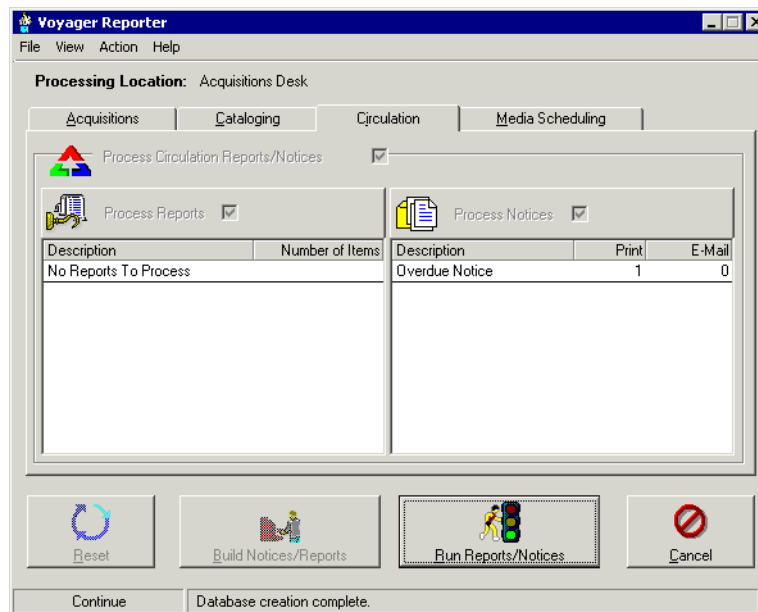 Voyager Reporter
File View Action Help
Processing Location: Acquisitions Desk
Acquisitions Cataloging Circulation Media Scheduling
Process Circulation Reports/Notices
Process Reports Process Notices
Description Number of Items Description Print E-Mail
No Reports To Process Overdue Notice 1 0
Reset Build Notices/Reports Run Reports/Notices Cancel
Continue Database creation complete.